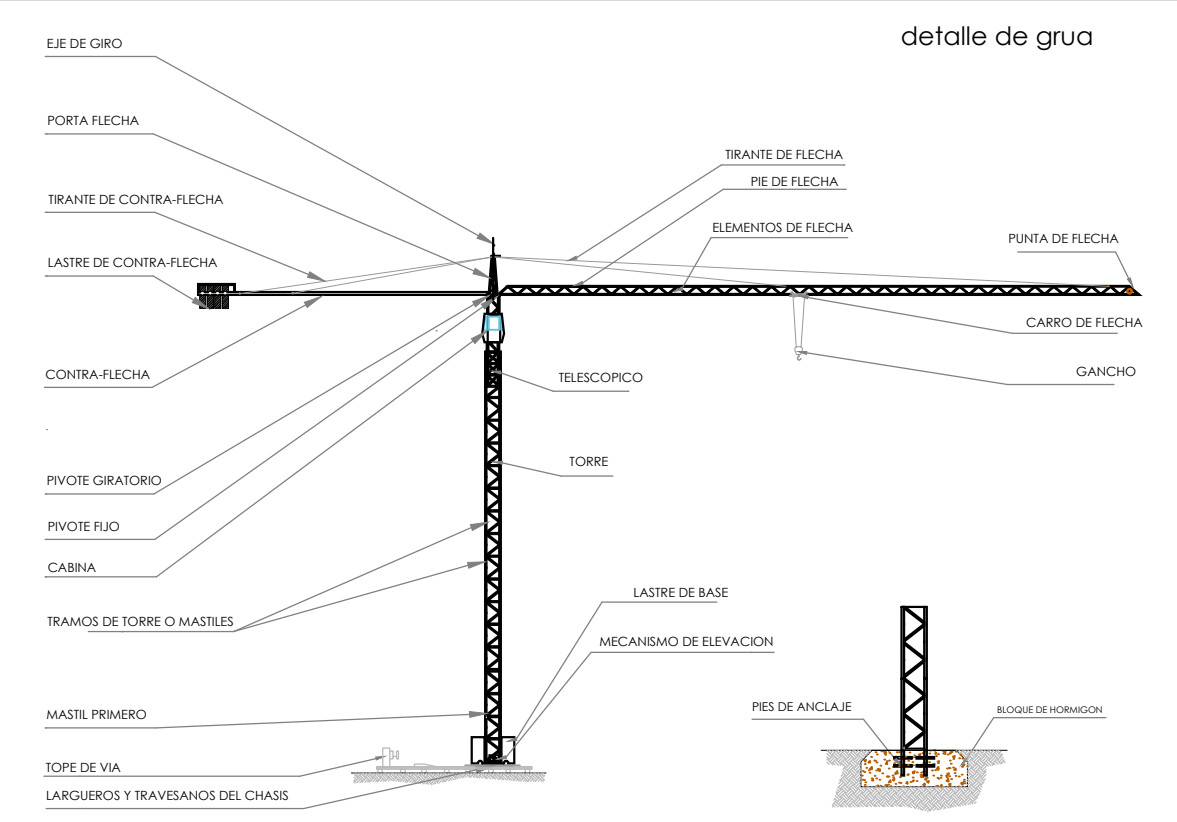 detalle de grua
EJE DE GIRO
PORTA FLECHA
TIRANTE DE CONTRA-FLECHA
LASTRE DE CONTRA-FLECHA
CONTRA-FLECHA
PIVOTE GIRATORIO
PIVOTE FIJO
CABINA
TRAMOS DE TORRE O MASTILES
MASTIL PRIMERO
TOPE DE VIA
LARGUEROS Y TRAVESANOS DEL CHASIS
TIRANTE DE FLECHA
PIE DE FLECHA
ELEMENTOS DE FLECHA
PUNTA DE FLECHA
CARRO DE FLECHA
GANCHO
TELESCOPICO
TORRE
LASTRE DE BASE
MECANISMO DE ELEVACION
PIES DE ANCLAJE
BLOQUE DE HORMIGON